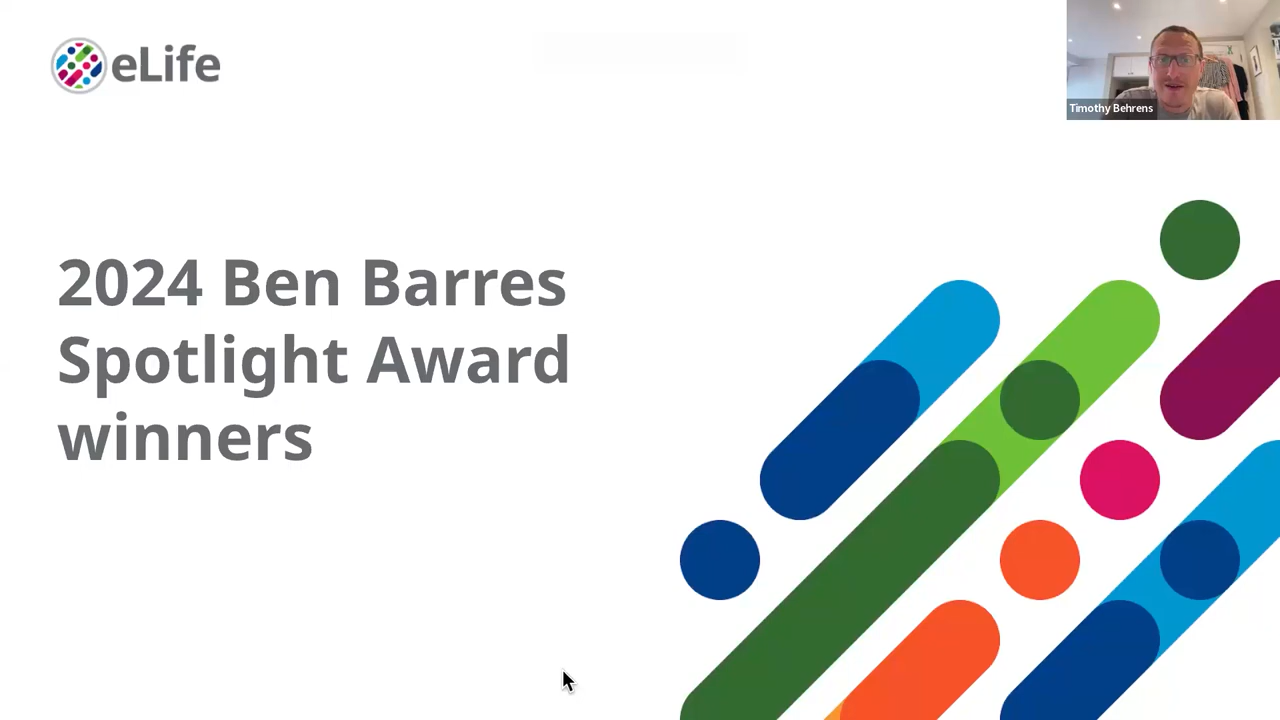 eLife
Timothy Behrens
2024 Ben Barres
Spotlight Award
winners